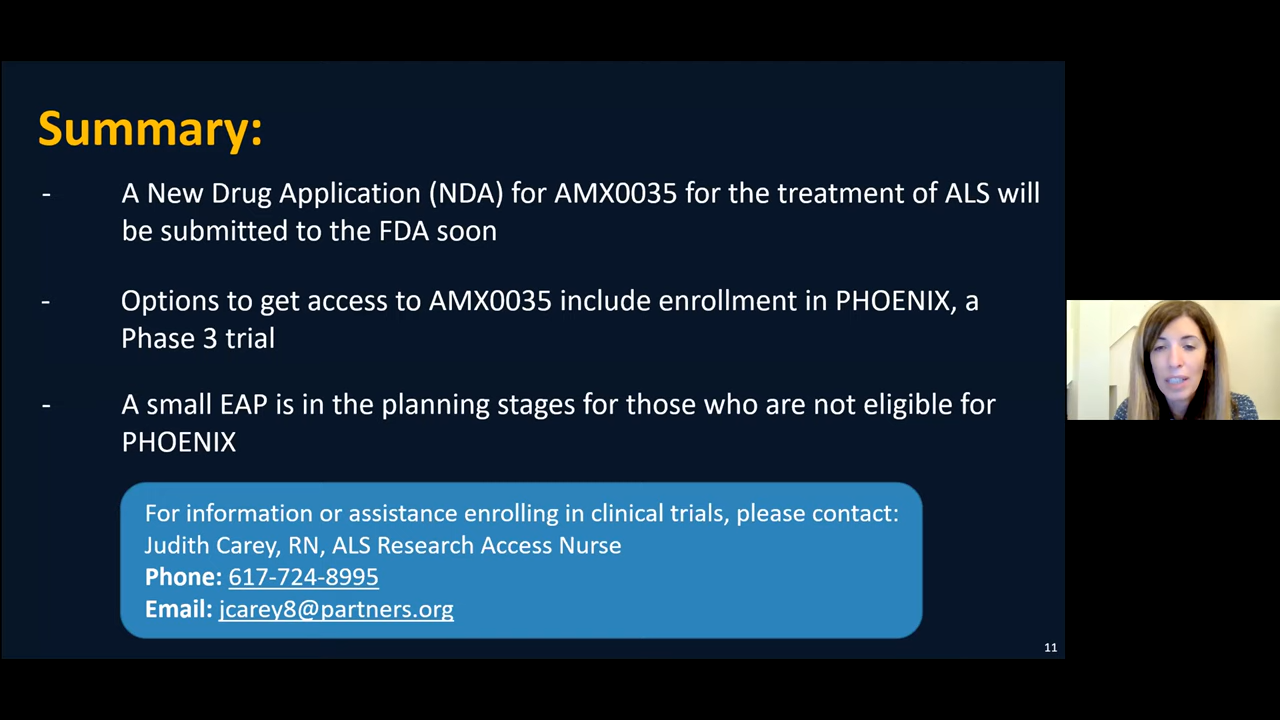 Summary:
- A New Drug Application (NDA) for AMX0035 for the treatment of ALS will
be submitted to the FDA soon
- Options to get access to AMX0035 include enrollment in PHOENIX, a
Phase 3 trial
- A small EAP is in the planning stages for those who are not eligible for
PHOENIX
For information or assistance enrolling in clinical trials, please contact:
Judith Carey, RN, ALS Research Access Nurse
Phone: 617-724-8995
Email: jcarey8@partners.org
11